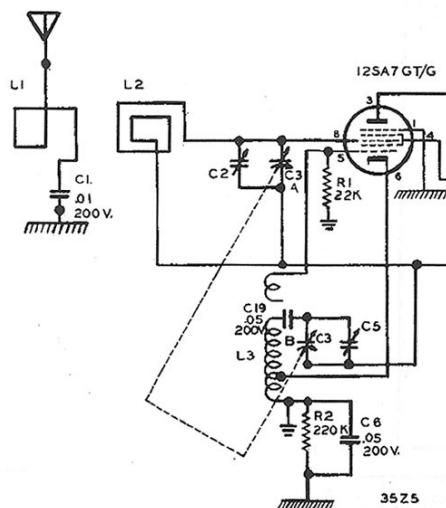 12SA7 GT/G
L1
L2
3
1
4
8
5
6
C2
C3
A
R1
22K
C1.
.01
200V.
C19
.05
200V.
B
C3
C5
L3
R2
220K
C6
.05
200V.
35Z5